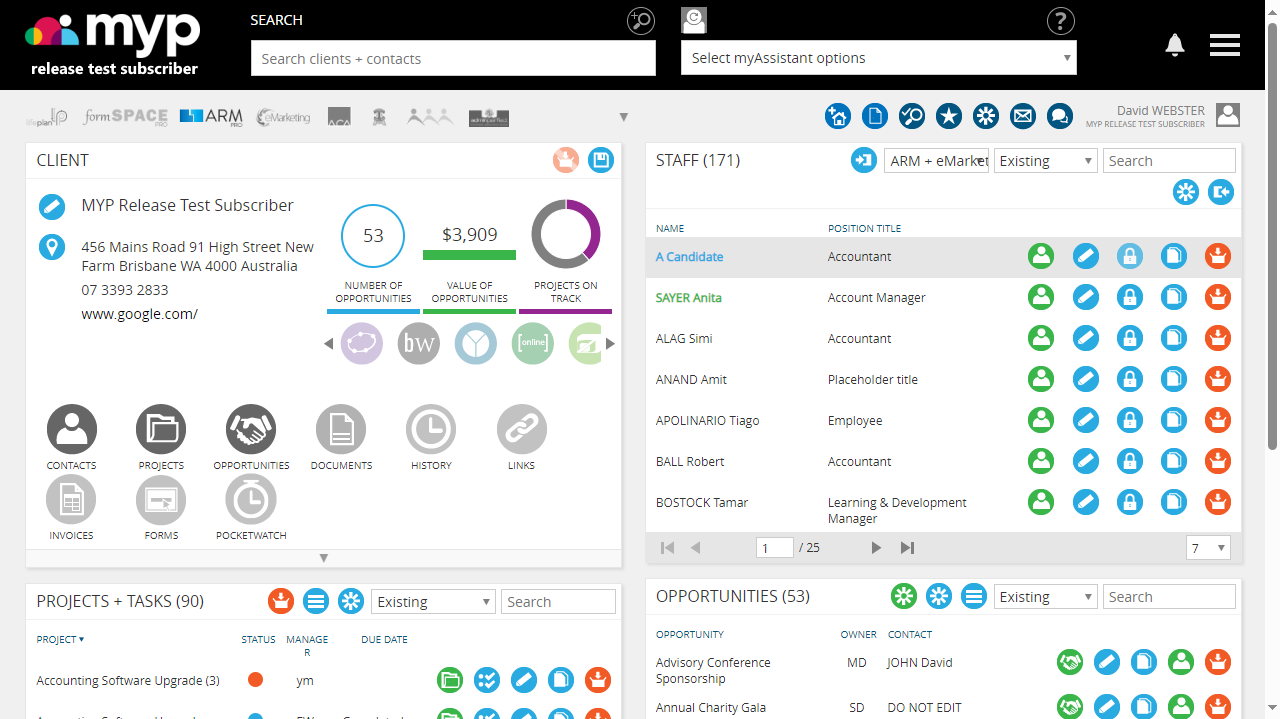 myp
release test subscriber
SEARCH
Search clients + contacts
Select myAssistant options
?
lifeplan
formSPACE PRO
ARM PRO
eMarketing
ACA
David WEBSTER
MYP RELEASE TEST SUBSCRIBER
CLIENT
MYP Release Test Subscriber
456 Mains Road 91 High Street New
Farm Brisbane WA 4000 Australia
07 3393 2833
www.google.com/
53
$3,909
NUMBER OF
OPPORTUNITIES
VALUE OF
OPPORTUNITIES
PROJECTS ON
TRACK
bw
[online]
CONTACTS
PROJECTS
OPPORTUNITIES
DOCUMENTS
HISTORY
LINKS
INVOICES
FORMS
POCKETWATCH
STAFF (171)
ARM + eMarket
Existing
Search
NAME
POSITION TITLE
A Candidate
Accountant
SAYER Anita
Account Manager
ALAG Simi
Accountant
ANAND Amit
Placeholder title
APOLINARIO Tiago
Employee
BALL Robert
Accountant
BOSTOCK Tamar
Learning & Development
Manager
1
/ 25
7
PROJECTS + TASKS (90)
Existing
Search
PROJECT
STATUS
MANAGE
R
DUE DATE
Accounting Software Upgrade (3)
ym
OPPORTUNITIES (53)
Existing
Search
OPPORTUNITY
OWNER
CONTACT
Advisory Conference
Sponsorship
MD
JOHN David
Annual Charity Gala
SD
DO NOT EDIT